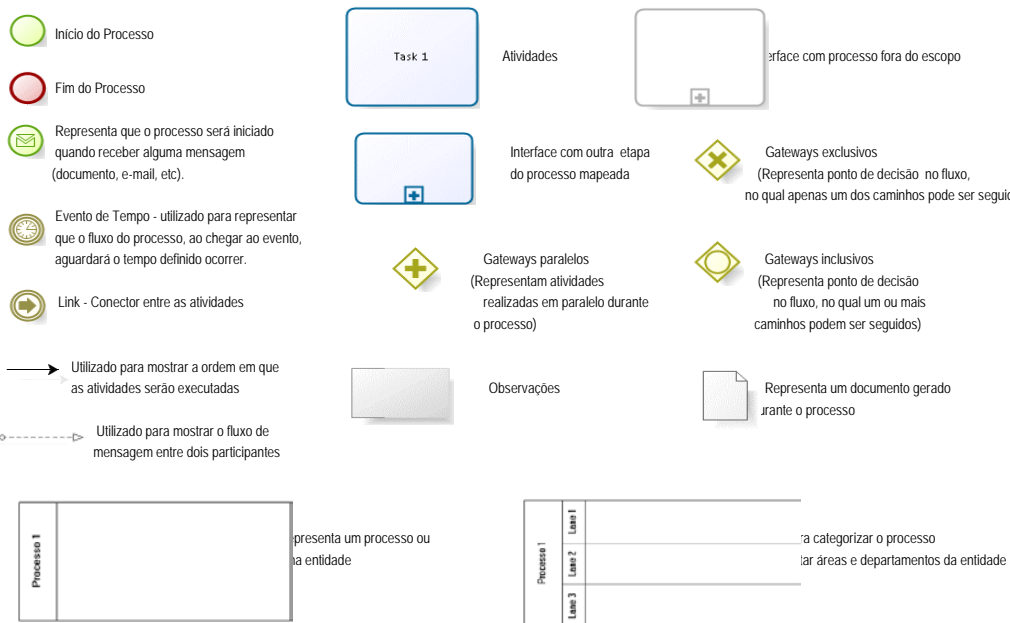 Início do Processo
Fim do Processo
Representa que o processo será iniciado
quando receber alguma mensagem
(documento, e-mail, etc).
Evento de Tempo - utilizado para representar
que o fluxo do processo, ao chegar ao evento,
aguardará o tempo definido ocorrer.
Link - Conector entre as atividades
Utilizado para mostrar a ordem em que
as atividades serão executadas
Utilizado para mostrar o fluxo de
mensagem entre dois participantes
Task 1
Atividades
Interface com outra etapa
do processo mapeada
Gateways paralelos
(Representam atividades
realizadas em paralelo durante
o processo)
Observações
erface com processo fora do escopo
Gateways exclusivos
(Representa ponto de decisão no fluxo,
no qual apenas um dos caminhos pode ser
Gateways inclusivos
(Representa ponto de decisão
no fluxo, no qual um ou mais
caminhos podem ser seguidos)
Representa um documento gerado
urante o processo
Processo 1
epresenta um processo ou
na entidade
Processo 1
Lane 1
Lane 2
Lane 3
ra categorizar o processo
tar áreas e departamentos da entidade